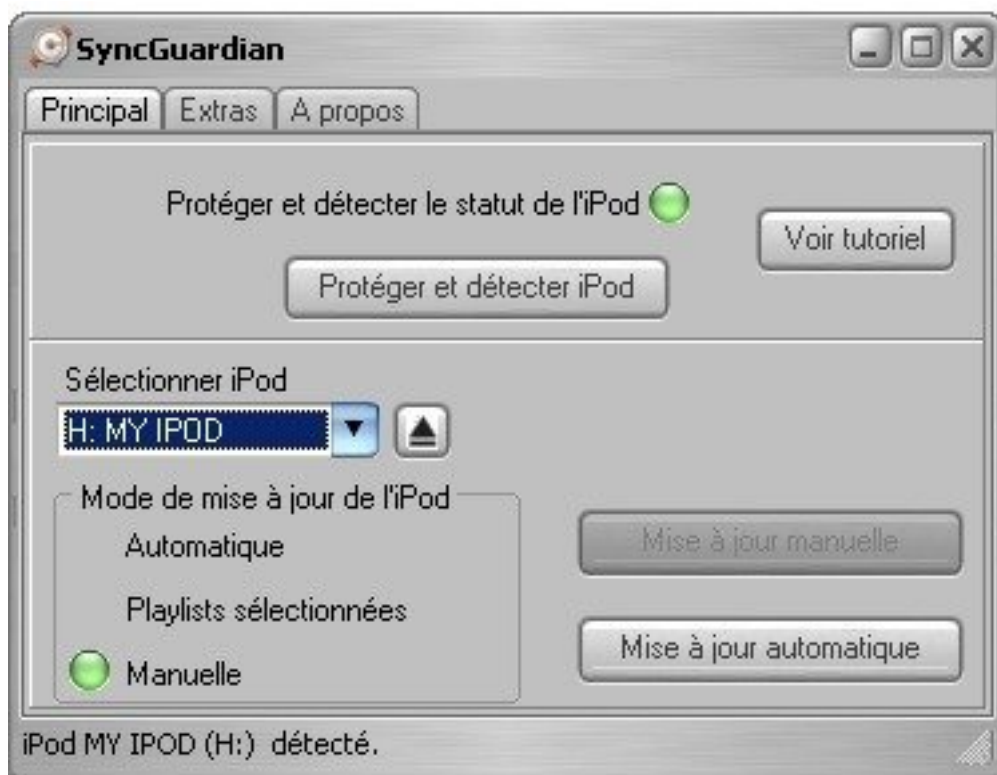 SyncGuardian
Principal Extras A propos
Protéger et détecter le statut de l'iPod
Voir tutoriel
Protéger et détecter iPod
Sélectionner iPod
H: MY IPOD
Mode de mise à jour de l'iPod
Automatique
Mise à jour manuelle
Playlists sélectionnées
Mise à jour automatique
Manuelle
iPod MY IPOD (H:) détecté.